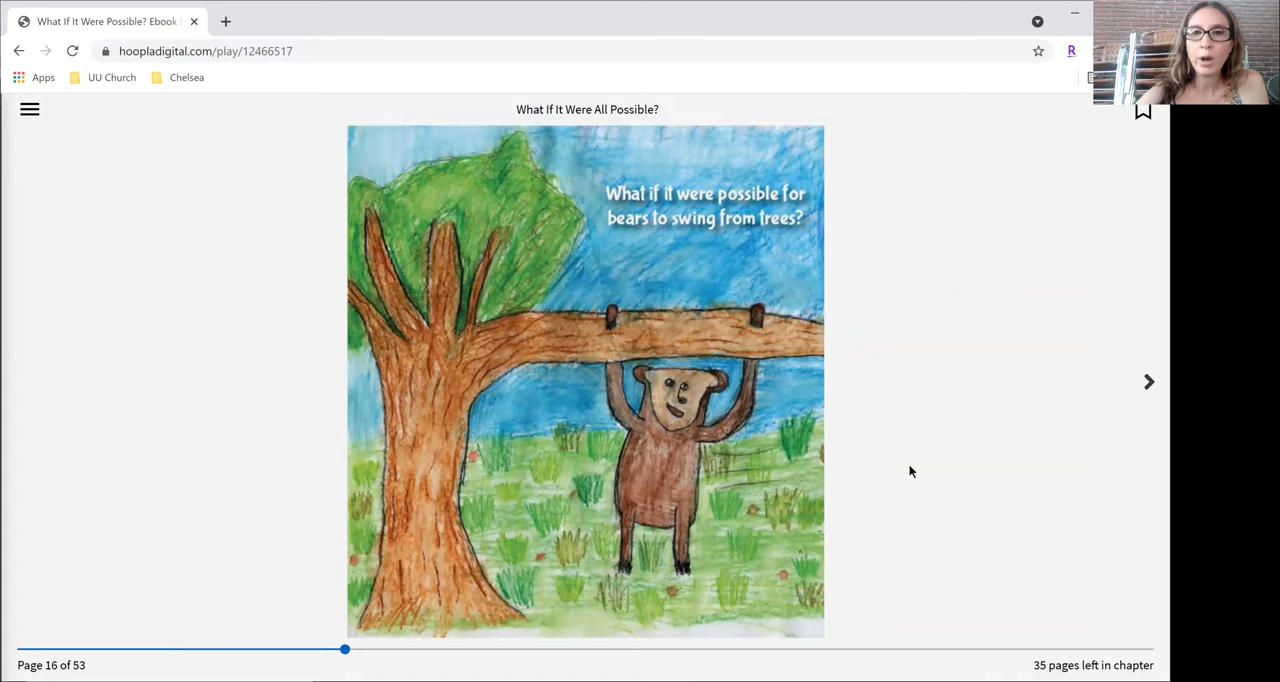 What If It Were Possible? Ebook
hoopladigital.com/play/12466517
R
Apps
UU Church
Chelsea
What If It Were All Possible?
What if it were possible for
bears to swing from trees?
Page 16 of 53
35 pages left in chapter